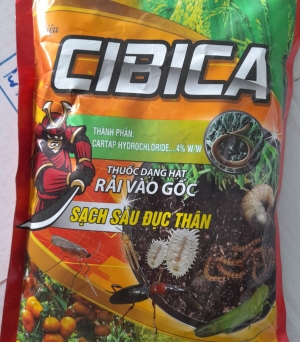 CIBICA
THÀNH PHẦN:
CARTAP HYDROCHLORIDE...4% W/W
THUỐC DẠNG HẠT
RẢI VÀO GỐC
SẠCH SÂU ĐỤC THÂN